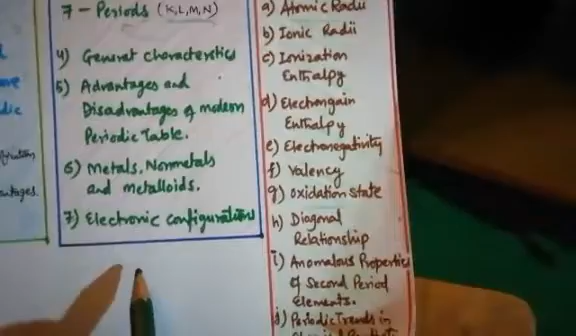 7 - Periods (K,L,M,N)
4) General characterstics
5) Advantages and
Disadvantages of modern
Periodic Table.
6) Metals, Nonmetals
and metalloids.
7) Electronic configurations
a) Atomic Radii
b) Ionic Radii
c) Ionization
Enthalpy
d) Electrongain
Enthalpy
e) Electronegativity
f) Valency
g) Oxidation State
h) Diagonal
Relationship
i) Anomalous Properties
of Second Period
Elements.
j) Periodic Trends in